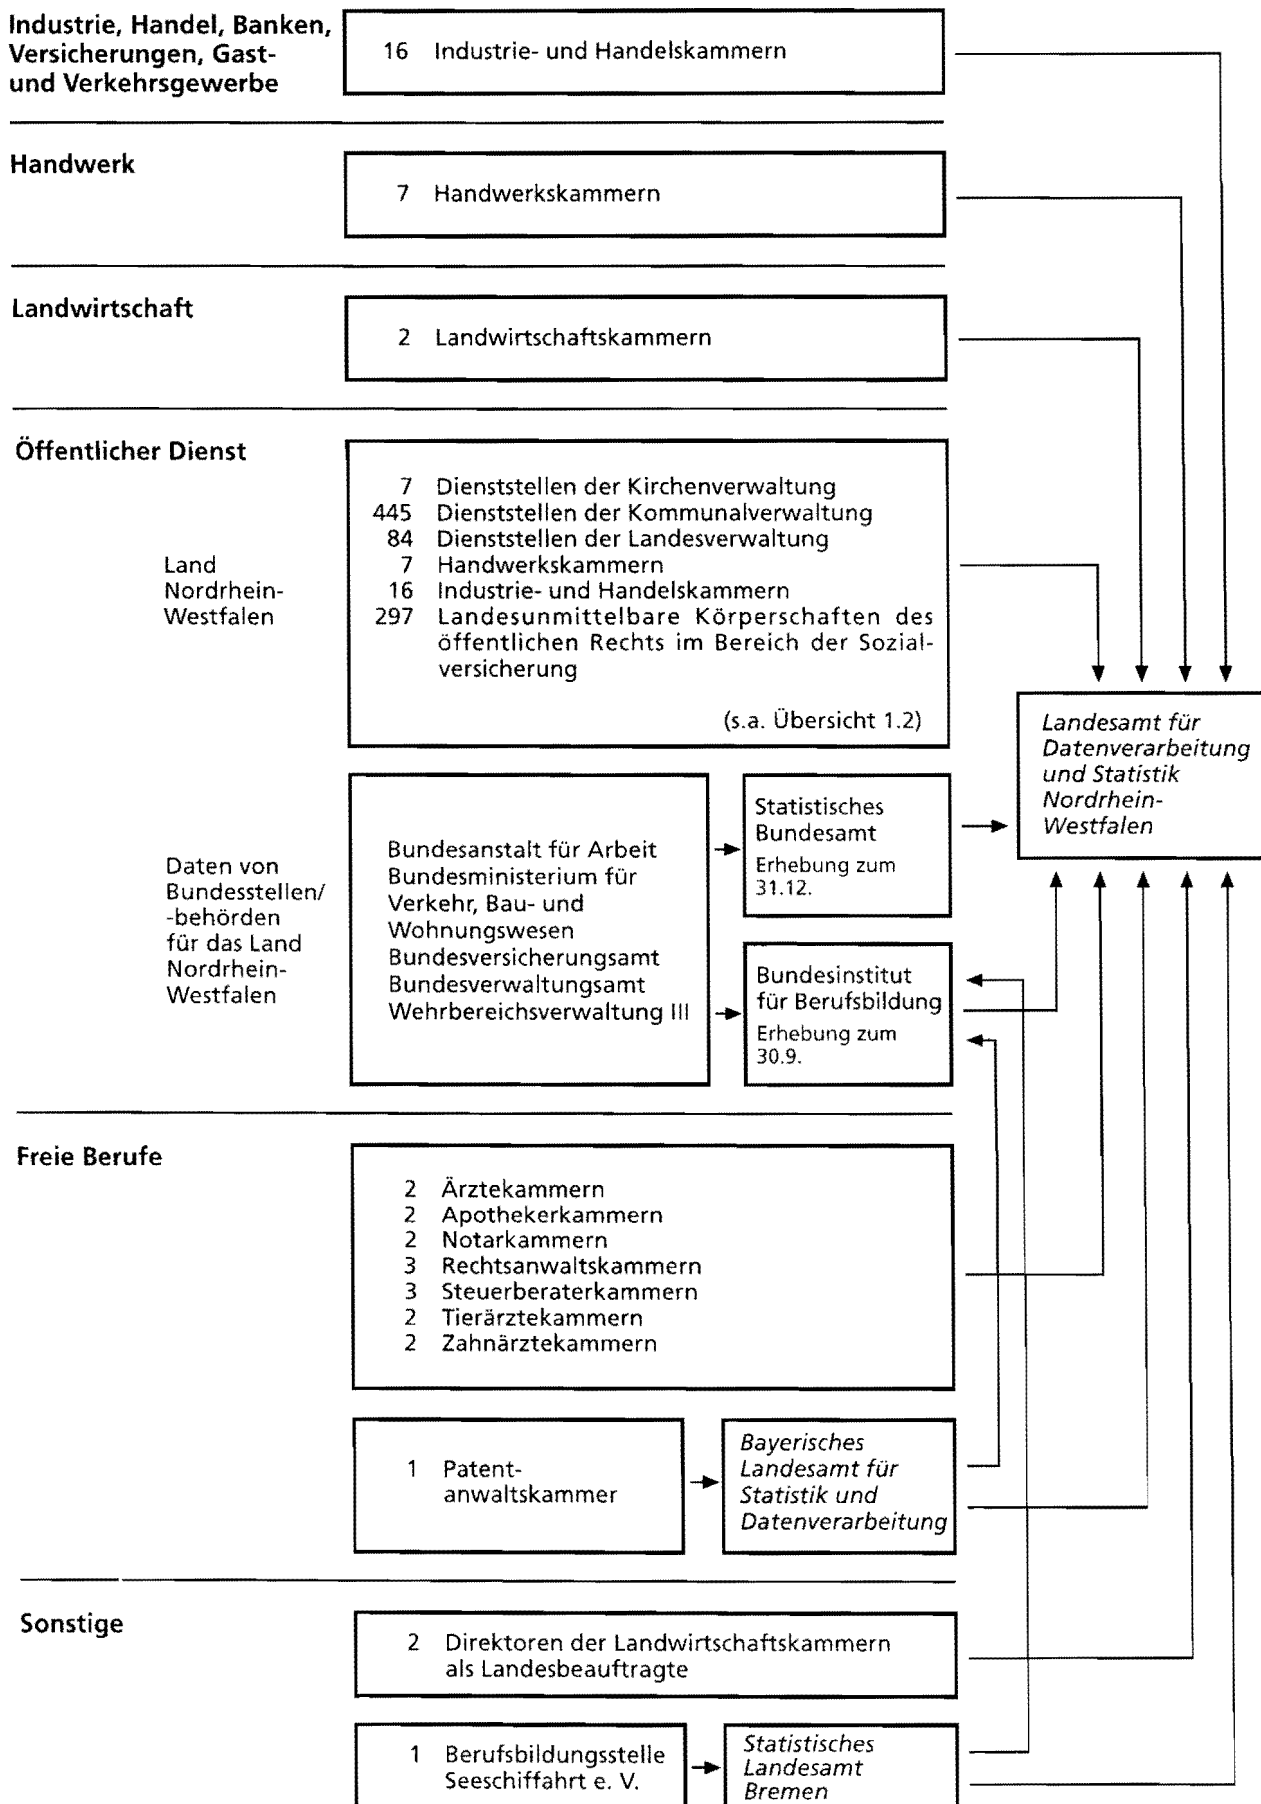 Industrie, Handel, Banken,
Versicherungen, Gast-
und Verkehrsgewerbe
16 Industrie- und Handelskammern
Handwerk
7 Handwerkskammern
Landwirtschaft
2 Landwirtschaftskammern
Öffentlicher Dienst
Land
Nordrhein-
Westfalen
7 Dienststellen der Kirchenverwaltung
445 Dienststellen der Kommunalverwaltung
84 Dienststellen der Landesverwaltung
7 Handwerkskammern
16 Industrie- und Handelskammern
297 Landesunmittelbare Körperschaften des
öffentlichen Rechts im Bereich der Sozial-
versicherung
(s.a. Übersicht 1.2)
Landesamt für
Datenverarbeitung
und Statistik
Nordrhein-
Westfalen
Daten von
Bundesstellen/
-behörden
für das Land
Nordrhein-
Westfalen
Bundesanstalt für Arbeit
Bundesministerium für
Verkehr, Bau- und
Wohnungswesen
Bundesversicherungsamt
Bundesverwaltungsamt
Wehrbereichsverwaltung III
Statistisches
Bundesamt
Erhebung zum
31.12.
Bundesinstitut
für Berufsbildung
Erhebung zum
30.9.
Freie Berufe
2 Ärztekammern
2 Apothekerkammern
2 Notarkammern
3 Rechtsanwaltskammern
3 Steuerberaterkammern
2 Tierärztekammern
2 Zahnärztekammern
1 Patent-
anwaltskammer
Bayerisches
Landesamt für
Statistik und
Datenverarbeitung
Sonstige
2 Direktoren der Landwirtschaftskammern
als Landesbeauftragte
1 Berufsbildungsstelle
Seeschiffahrt e. V.
Statistisches
Landesamt
Bremen